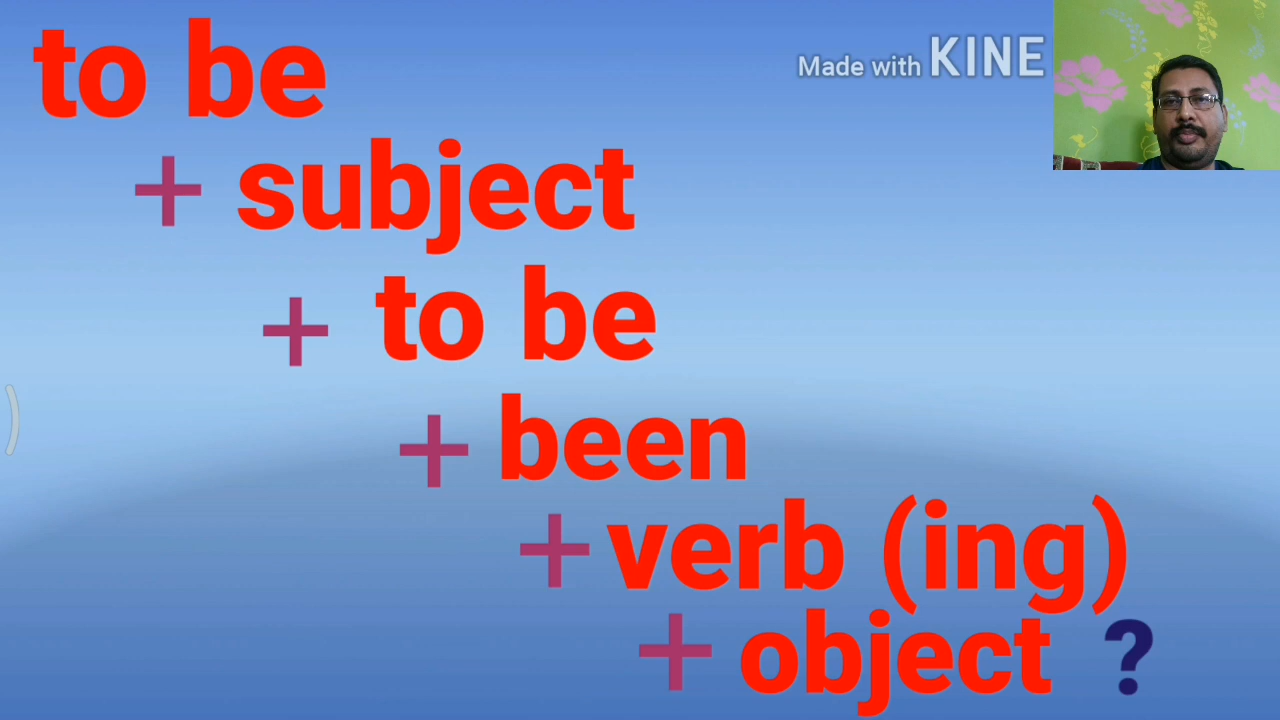 to be
Made with KINE
+ subject
+ to be
+ been
+ verb (ing)
+ object ?